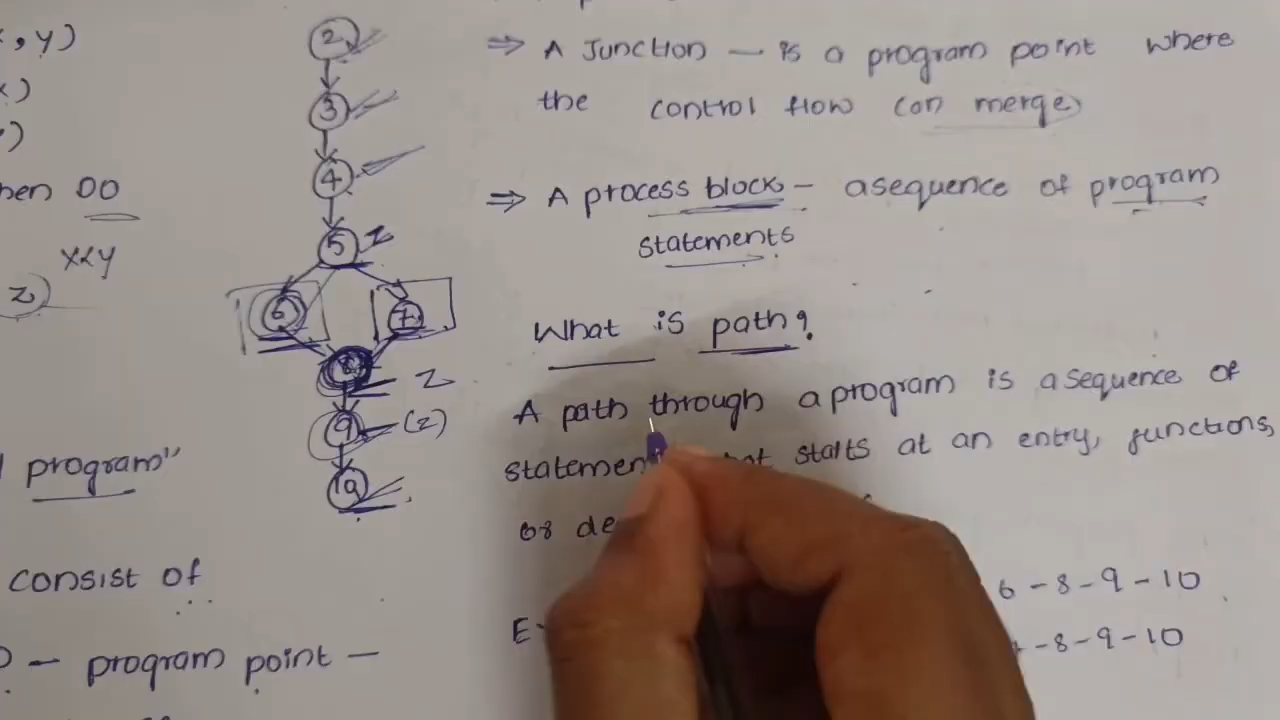 , y)
)
)
hen DO
x<y
z)
program"
consist of
– program point –
2
3
4
5 z
6 7
8 z
9 (z)
10
⇒ A Junction – is a program point where
the control flow can merge
⇒ A process block – a sequence of program
statements
What is path?
A path through a program is a sequence of
statemen starts at an entry, junctions,
or de
6 - 8 - 9 - 10
- 8 - 9 - 10